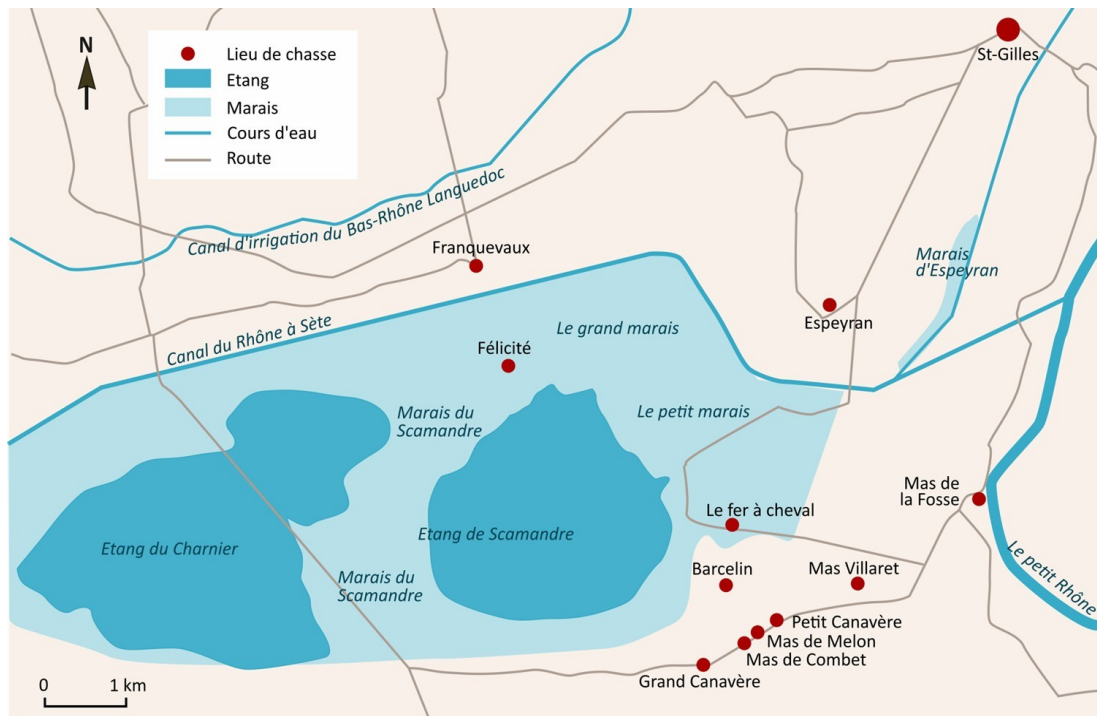 N
Lieu de chasse
Etang
Marais
Cours d'eau
Route
St-Gilles
Canal d'irrigation du Bas-Rhône Languedoc
Franquevaux
Marais
d'Espeyran
Espeyran
Canal du Rhône à Sète
Le grand marais
Félicité
Marais du
Scamandre
Le petit marais
Mas de
la Fosse
Le fer à cheval
Etang du Charnier
Etang de Scamandre
Marais du
Scamandre
Barcelin
Mas Villaret
Le petit Rhône
Petit Canavère
Mas de Melon
Mas de Combet
Grand Canavère
0 1 km